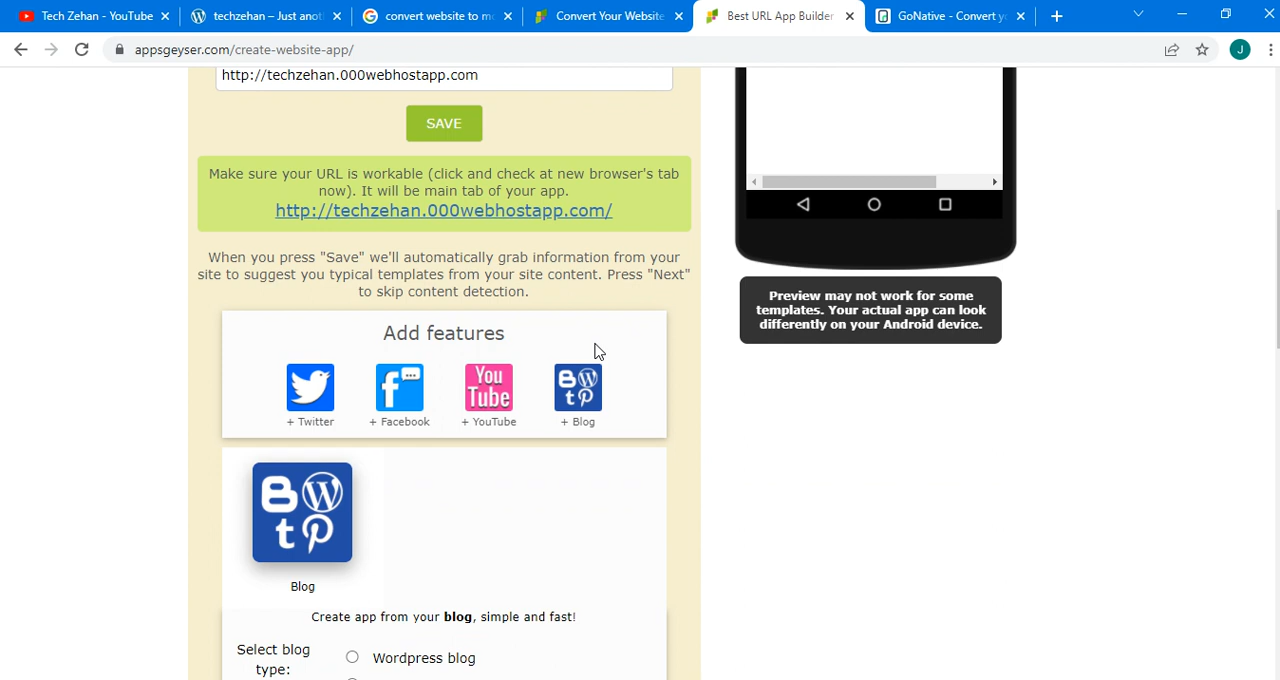 Tech Zehan - YouTube
techzehan – Just anot
convert website to mo
Convert Your Website
Best URL App Builder
GoNative - Convert yo
appsgeyser.com/create-website-app/
J
http://techzehan.000webhostapp.com
SAVE
Make sure your URL is workable (click and check at new browser's tab
now). It will be main tab of your app.
http://techzehan.000webhostapp.com/
When you press "Save" we'll automatically grab information from your
site to suggest you typical templates from your site content. Press "Next"
to skip content detection.
Add features
You
Tube
+ Twitter
+ Facebook
+ YouTube
+ Blog
Blog
Create app from your blog, simple and fast!
Select blog
type:
Wordpress blog
Preview may not work for some
templates. Your actual app can look
differently on your Android device.